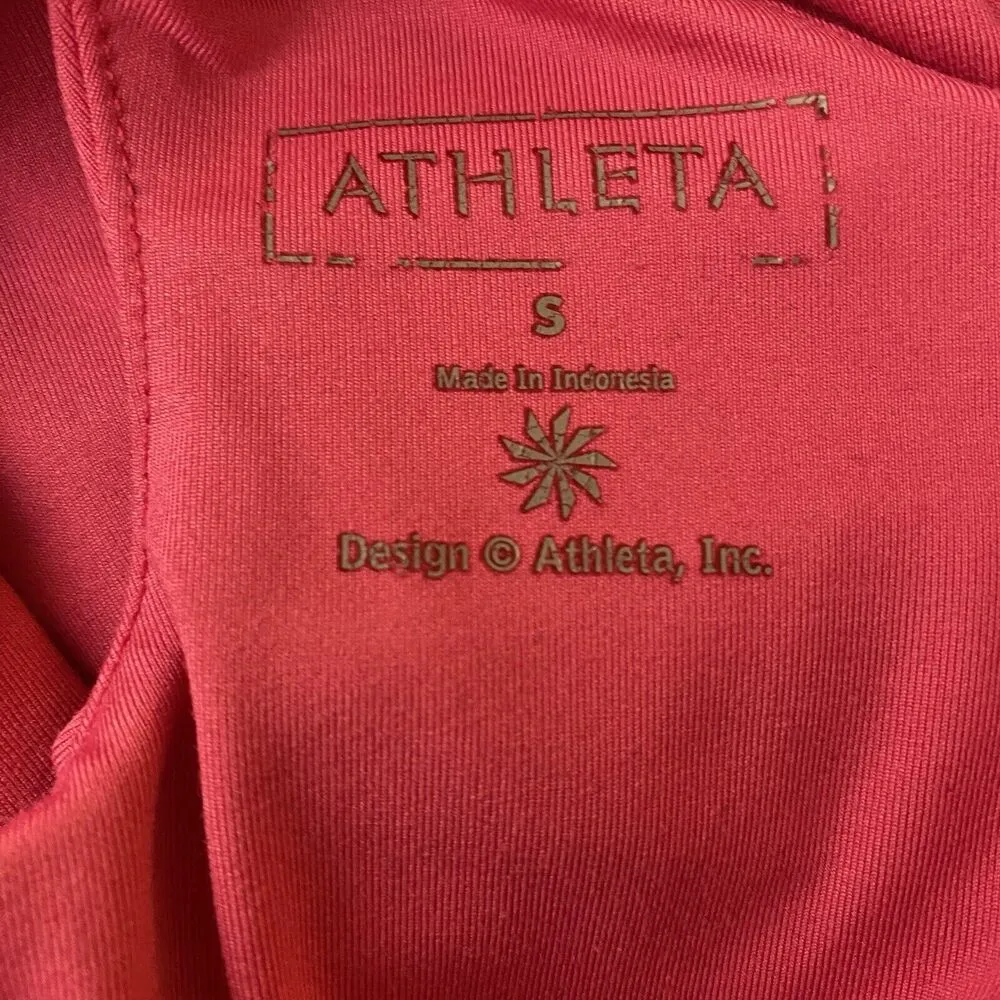 ATHLETA
S
Made In Indonesia
Design © Athleta, Inc.